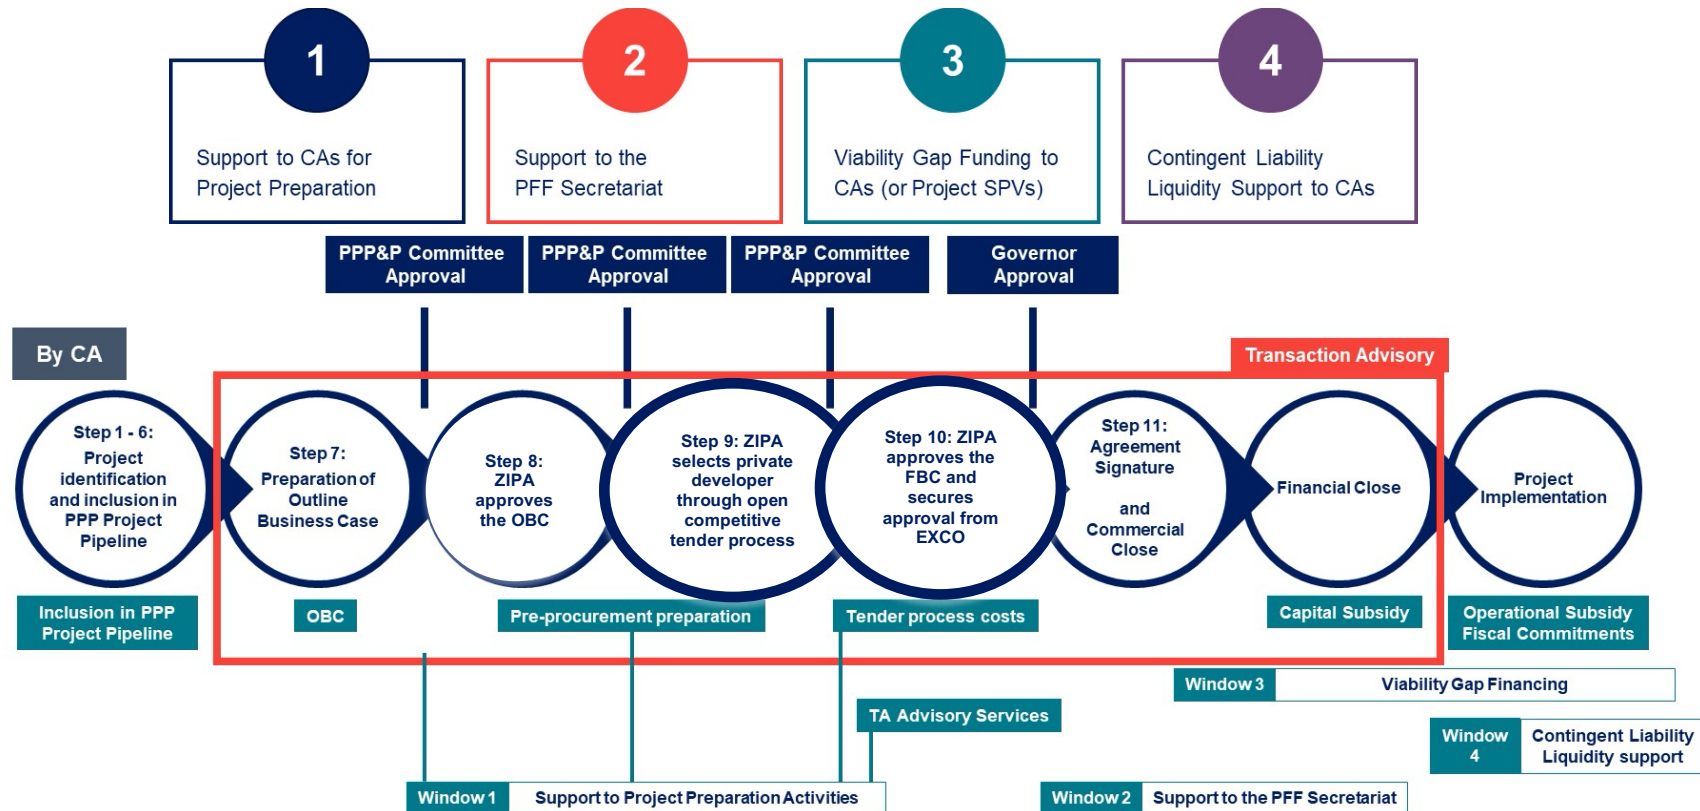 1
2
3
4
Support to CAs for
Project Preparation
Support to the
PFF Secretariat
Viability Gap Funding to
CAs (or Project SPVs)
Contingent Liability
Liquidity Support to CAs
PPP&P Committee
Approval
PPP&P Committee
Approval
PPP&P Committee
Approval
Governor
Approval
By CA
Transaction Advisory
Step 1 - 6:
Project
identification
and inclusion in
PPP Project
Pipeline
Step 7:
Preparation of
Outline
Business Case
Step 8:
ZIPA
approves
the OBC
Step 9: ZIPA
selects private
developer
through open
competitive
tender process
Step 10: ZIPA
approves the
FBC and
secures
approval from
EXCO
Step 11:
Agreement
Signature
and
Commercial
Close
Financial Close
Project
Implementation
Inclusion in PPP
Project Pipeline
OBC
Pre-procurement preparation
Tender process costs
Capital Subsidy
Operational Subsidy
Fiscal Commitments
Window 3
Viability Gap Financing
TA Advisory Services
Window
4
Contingent Liability
Liquidity support
Window 1
Support to Project Preparation Activities
Window 2
Support to the PFF Secretariat